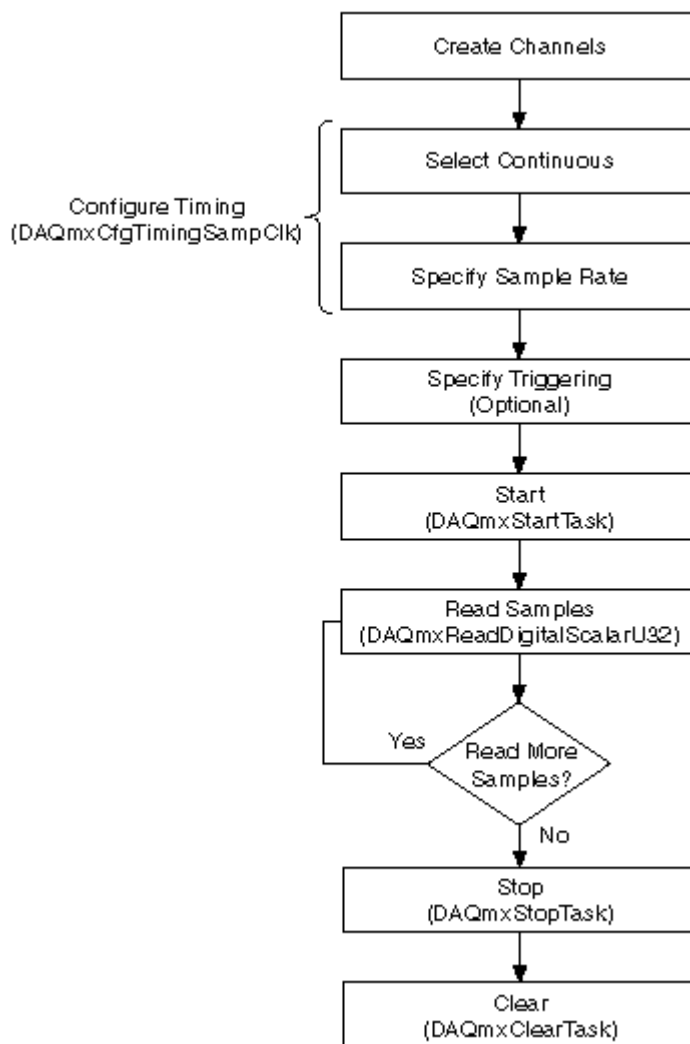 Create Channels
Select Continuous
Configure Timing
(DAQmxCfgTimingSampClk)
Specify Sample Rate
Specify Triggering
(Optional)
Start
(DAQmxStartTask)
Read Samples
(DAQmxReadDigitalScalarU32)
Yes
Read More
Samples?
No
Stop
(DAQmxStopTask)
Clear
(DAQmxClearTask)